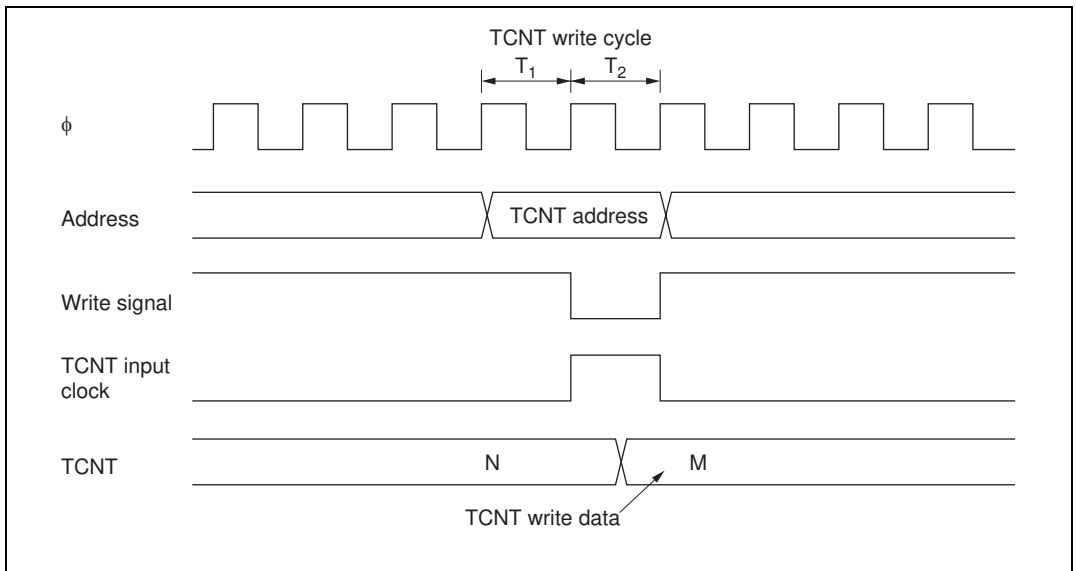 TCNT write cycle
T1 T2
ϕ
Address
TCNT address
Write signal
TCNT input
clock
TCNT
N
M
TCNT write data